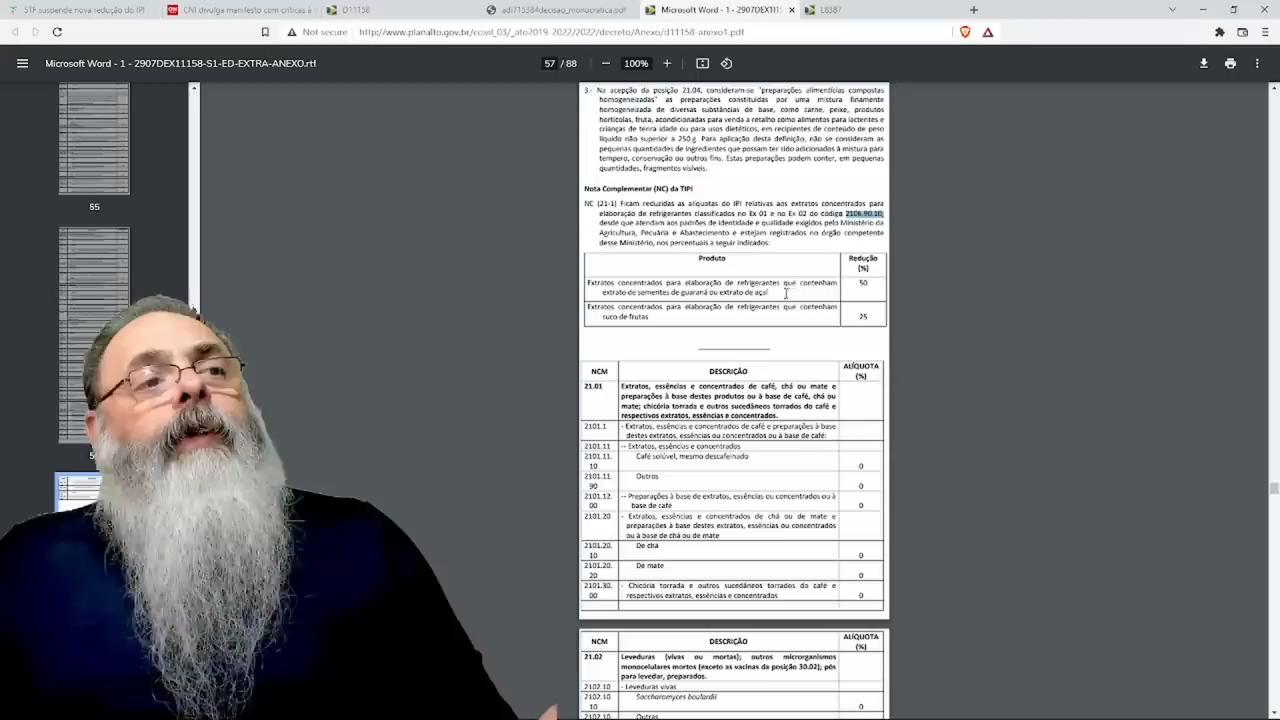 STF suspende nova redução do IPI
CNI divulga manifesto com críticas à
D11158
adi715384decisao_monocratica.pdf
Microsoft Word - 1 - 2907DEX1115
L8387
Not secure
http://www.planalto.gov.br/ccivil_03/_ato2019-2022/2022/decreto/Anexo/d11158-anexo1.pdf
Microsoft Word - 1 - 2907DEX11158-S1-ED-EXTRA-ANEXO.rtf
57 / 88
100%
55
3.- Na acepção da posição 21.04, consideram-se "preparações alimentícias compostas
homogeneizadas" as preparações constituídas por uma mistura finamente
homogeneizada de diversas substâncias de base, como carne, peixe, produtos
hortícolas, fruta, acondicionadas para venda a retalho como alimentos para lactentes e
crianças de tenra idade ou para usos dietéticos, em recipientes de conteúdo de peso
líquido não superior a 250 g. Para aplicação desta definição, não se consideram as
pequenas quantidades de ingredientes que possam ter sido adicionados à mistura para
tempero, conservação ou outros fins. Estas preparações podem conter, em pequenas
quantidades, fragmentos visíveis.
Nota Complementar (NC) da TIPI
NC (21-1) Ficam reduzidas as alíquotas do IPI relativas aos extratos concentrados para
elaboração de refrigerantes classificados no Ex 01 e no Ex 02 do código 2106.90.10,
desde que atendam aos padrões de identidade e qualidade exigidos pelo Ministério da
Agricultura, Pecuária e Abastecimento e estejam registrados no órgão competente
desse Ministério, nos percentuais a seguir indicados:
Produto
Redução
(%)
Extratos concentrados para elaboração de refrigerantes que contenham
extrato de sementes de guaraná ou extrato de açaí
50
Extratos concentrados para elaboração de refrigerantes que contenham
suco de frutas
25
NCM
DESCRIÇÃO
ALÍQUOTA
(%)
21.01
Extratos, essências e concentrados de café, chá ou mate e
preparações à base destes produtos ou à base de café, chá ou
mate; chicória torrada e outros sucedâneos torrados do café e
respectivos extratos, essências e concentrados.
2101.1
- Extratos, essências e concentrados de café e preparações à base
destes extratos, essências ou concentrados ou à base de café:
2101.11
-- Extratos, essências e concentrados
2101.11.
10
Café solúvel, mesmo descafeinado
0
2101.11.
90
Outros
0
2101.12.
00
-- Preparações à base de extratos, essências ou concentrados ou à
base de café
0
2101.20
- Extratos, essências e concentrados de chá ou de mate e
preparações à base destes extratos, essências ou concentrados
ou à base de chá ou de mate
2101.20.
10
De chá
0
2101.20.
20
De mate
0
2101.30.
00
- Chicória torrada e outros sucedâneos torrados do café e
respectivos extratos, essências e concentrados
0
NCM
DESCRIÇÃO
ALÍQUOTA
(%)
21.02
Leveduras (vivas ou mortas); outros microrganismos
monocelulares mortos (exceto as vacinas da posição 30.02); pós
para levedar, preparados.
2102.10
- Leveduras vivas
2102.10.
10
Saccharomyces boulardii
0
2102.10.
Outras